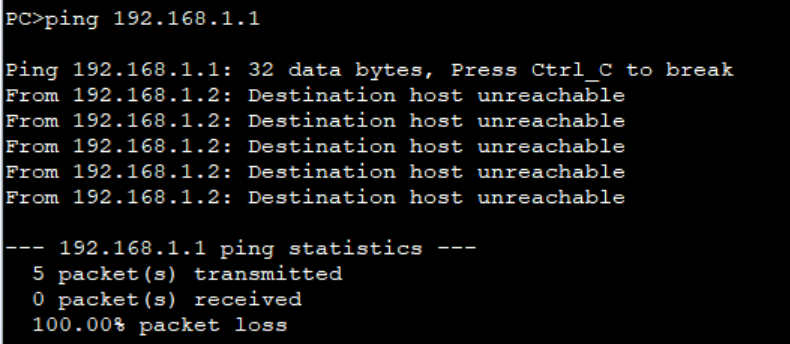 PC>ping 192.168.1.1
Ping 192.168.1.1: 32 data bytes, Press Ctrl_C to break
From 192.168.1.2: Destination host unreachable
From 192.168.1.2: Destination host unreachable
From 192.168.1.2: Destination host unreachable
From 192.168.1.2: Destination host unreachable
From 192.168.1.2: Destination host unreachable
--- 192.168.1.1 ping statistics ---
5 packet(s) transmitted
0 packet(s) received
100.00% packet loss